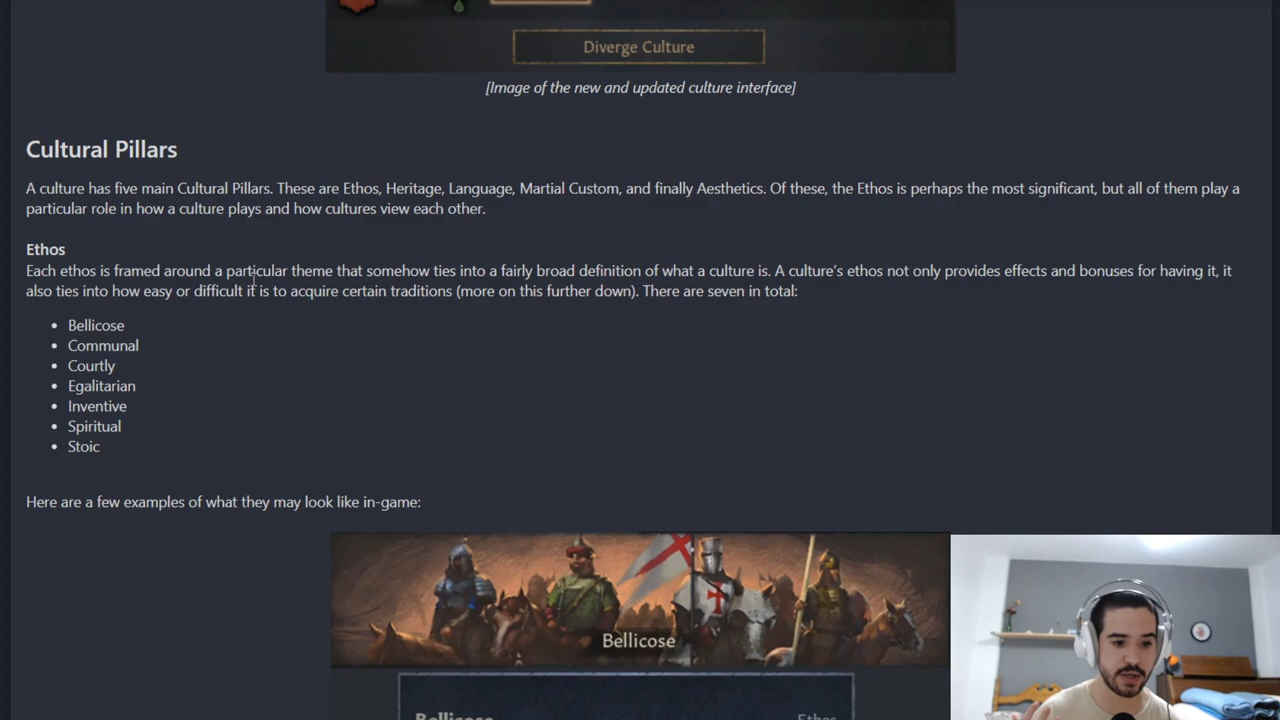 Diverge Culture
[Image of the new and updated culture interface]
Cultural Pillars
A culture has five main Cultural Pillars. These are Ethos, Heritage, Language, Martial Custom, and finally Aesthetics. Of these, the Ethos is perhaps the most significant, but all of them play a
particular role in how a culture plays and how cultures view each other.
Ethos
Each ethos is framed around a particular theme that somehow ties into a fairly broad definition of what a culture is. A culture's ethos not only provides effects and bonuses for having it, it
also ties into how easy or difficult it is to acquire certain traditions (more on this further down). There are seven in total:
• Bellicose
• Communal
• Courtly
• Egalitarian
• Inventive
• Spiritual
• Stoic
Here are a few examples of what they may look like in-game:
Bellicose
Bellicose Ethos